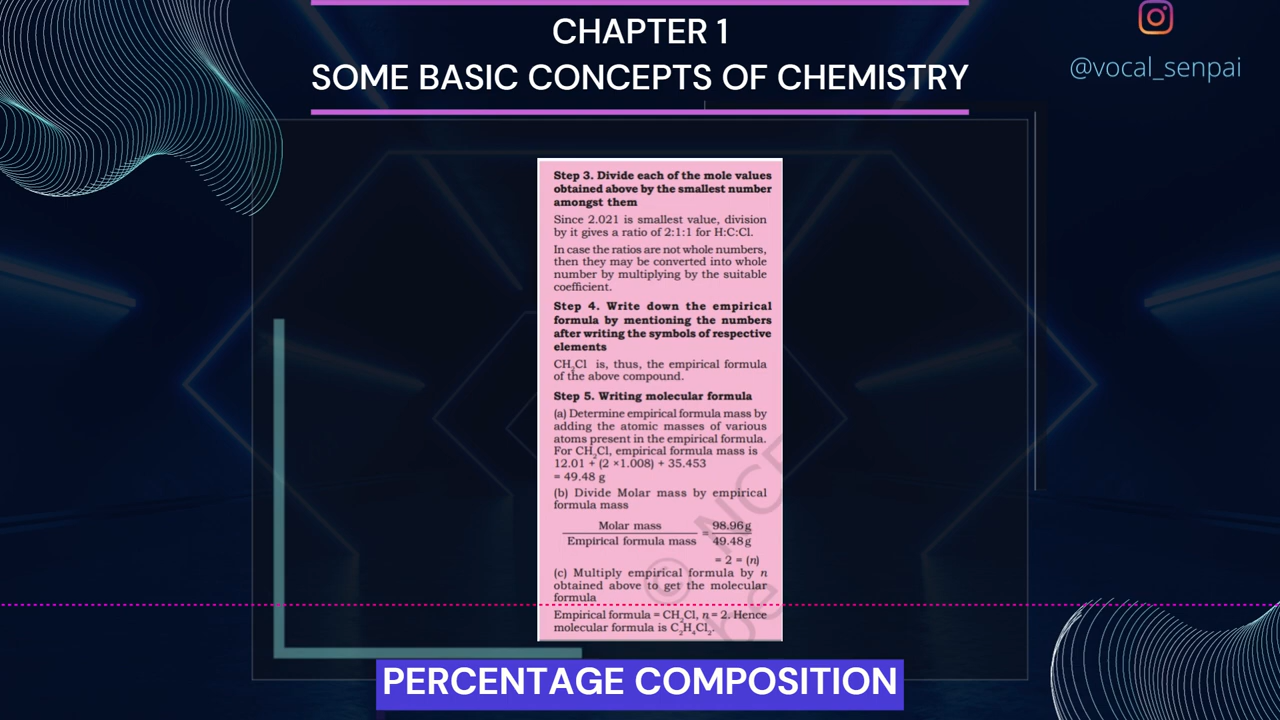 CHAPTER 1
SOME BASIC CONCEPTS OF CHEMISTRY
@vocal_senpai
Step 3. Divide each of the mole values
obtained above by the smallest number
amongst them
Since 2.021 is smallest value, division
by it gives a ratio of 2:1:1 for H:C:Cl.
In case the ratios are not whole numbers,
then they may be converted into whole
number by multiplying by the suitable
coefficient.
Step 4. Write down the empirical
formula by mentioning the numbers
after writing the symbols of respective
elements
CH₂Cl is, thus, the empirical formula
of the above compound.
Step 5. Writing molecular formula
(a) Determine empirical formula mass by
adding the atomic masses of various
atoms present in the empirical formula.
For CH₂Cl, empirical formula mass is
12.01 + (2 ×1.008) + 35.453
= 49.48 g
(b) Divide Molar mass by empirical
formula mass
Molar mass / Empirical formula mass = 98.96g / 49.48g
= 2 = (n)
(c) Multiply empirical formula by n
obtained above to get the molecular
formula
Empirical formula = CH₂Cl, n = 2. Hence
molecular formula is C₂H₄Cl₂.
PERCENTAGE COMPOSITION